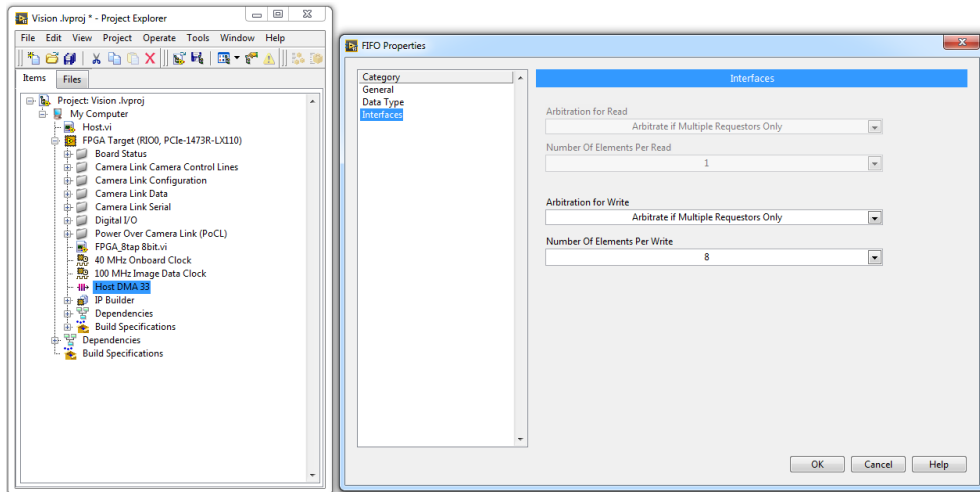 Vision .lvproj * - Project Explorer
File Edit View Project Operate Tools Window Help
Items Files
Project: Vision .lvproj
My Computer
Host.vi
FPGA Target (RIO0, PCIe-1473R-LX110)
Board Status
Camera Link Camera Control Lines
Camera Link Configuration
Camera Link Data
Camera Link Serial
Digital I/O
Power Over Camera Link (PoCL)
FPGA_8tap 8bit.vi
40 MHz Onboard Clock
100 MHz Image Data Clock
Host DMA 33
IP Builder
Dependencies
Build Specifications
Dependencies
Build Specifications
FIFO Properties
Category
General
Data Type
Interfaces
Interfaces
Arbitration for Read
Arbitrate if Multiple Requestors Only
Number Of Elements Per Read
1
Arbitration for Write
Arbitrate if Multiple Requestors Only
Number Of Elements Per Write
8
OK Cancel Help